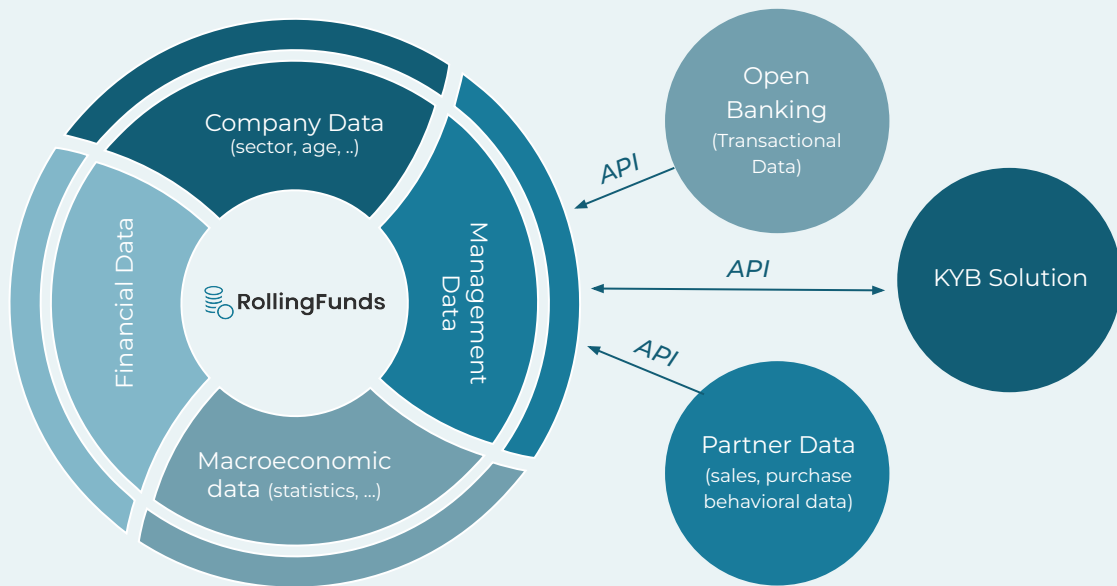 Company Data
(sector, age, ..)
Financial Data
RollingFunds
Management
Data
Macroeconomic
data (statistics, ...)
Open
Banking
(Transactional
Data)
API
API
KYB Solution
API
Partner Data
(sales, purchase
behavioral data)